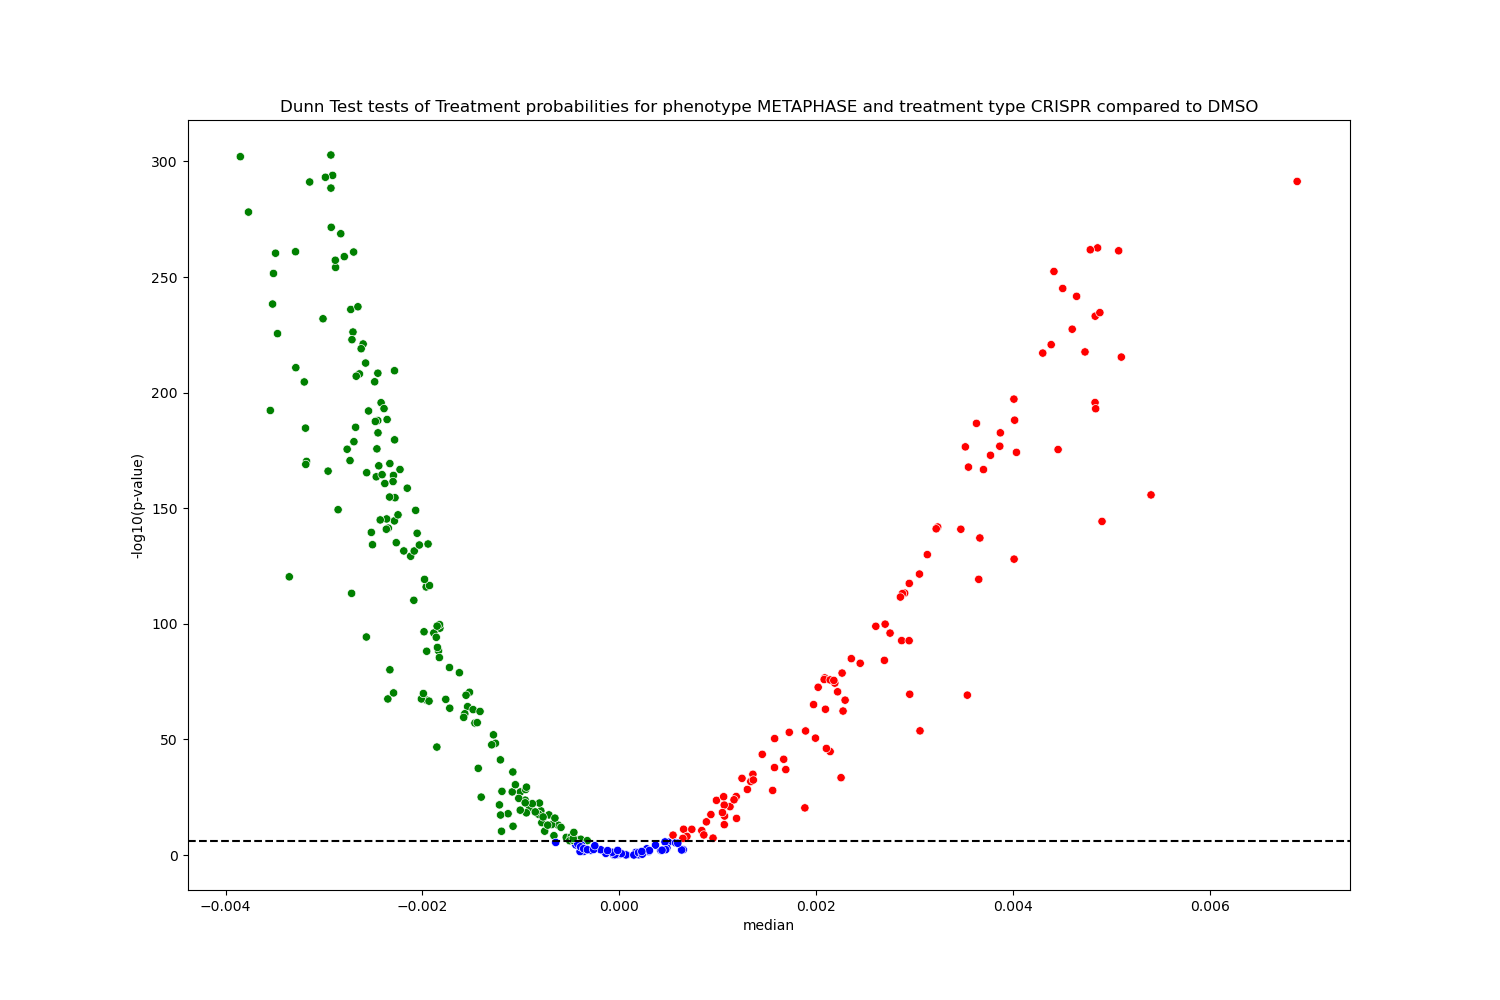 Dunn Test tests of Treatment probabilities for phenotype METAPHASE and treatment type CRISPR compared to DMSO
300
250
200
150
100
50
0
-log10(p-value)
−0.004 −0.002 0.000 0.002 0.004 0.006
median